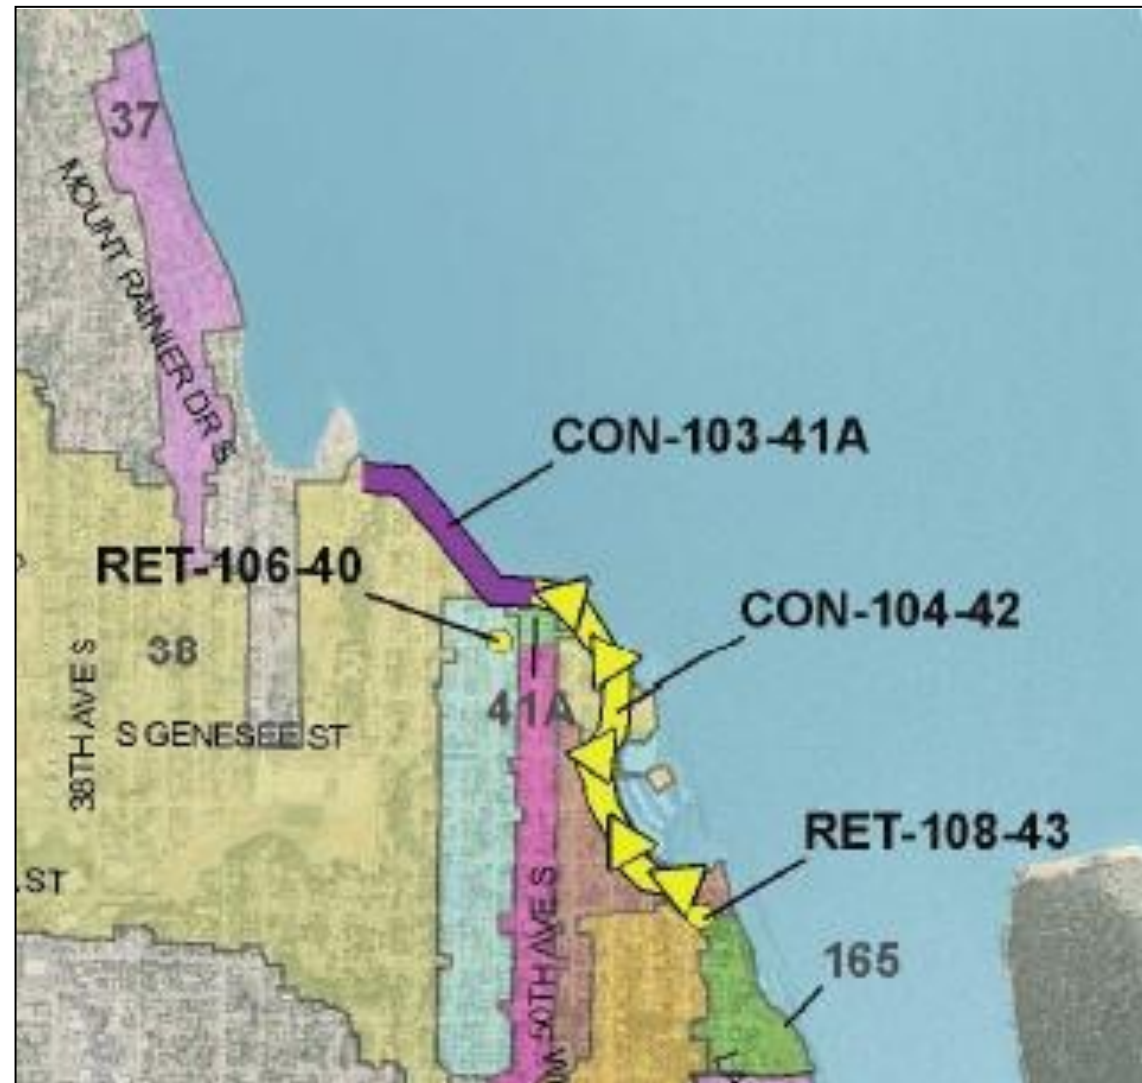 37
MOUNT RAINIER DR S
CON-103-41A
RET-106-40
CON-104-42
38TH AVE S
38
41A
S GENESEE ST
RET-108-43
ST
50TH AVE S
165